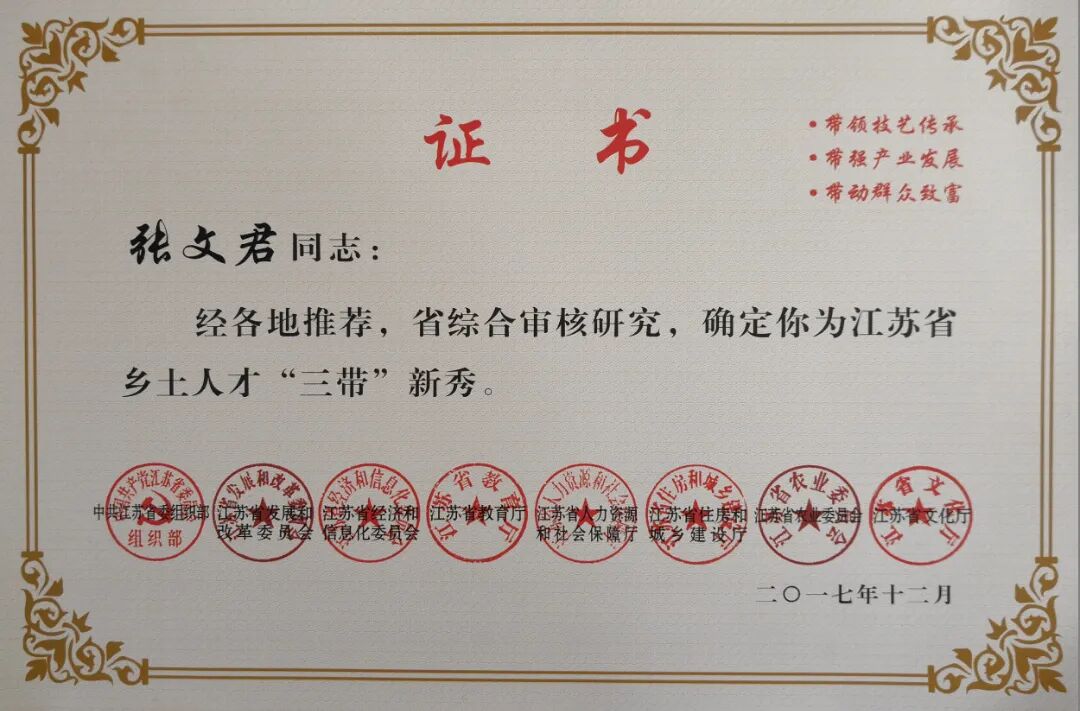 证 书
·带领技艺传承
·带强产业发展
·带动群众致富
张文君同志：
经各地推荐，省综合审核研究，确定你为江苏省
乡土人才“三带”新秀。
中共江苏省委组织部
江苏省发展和
改革委员会
江苏省经济和
信息化委员会
江苏省教育厅
江苏省人力资源
和社会保障厅
江苏省住房和
城乡建设厅
江苏省农业委员会
江苏省文化厅
二〇一七年十二月